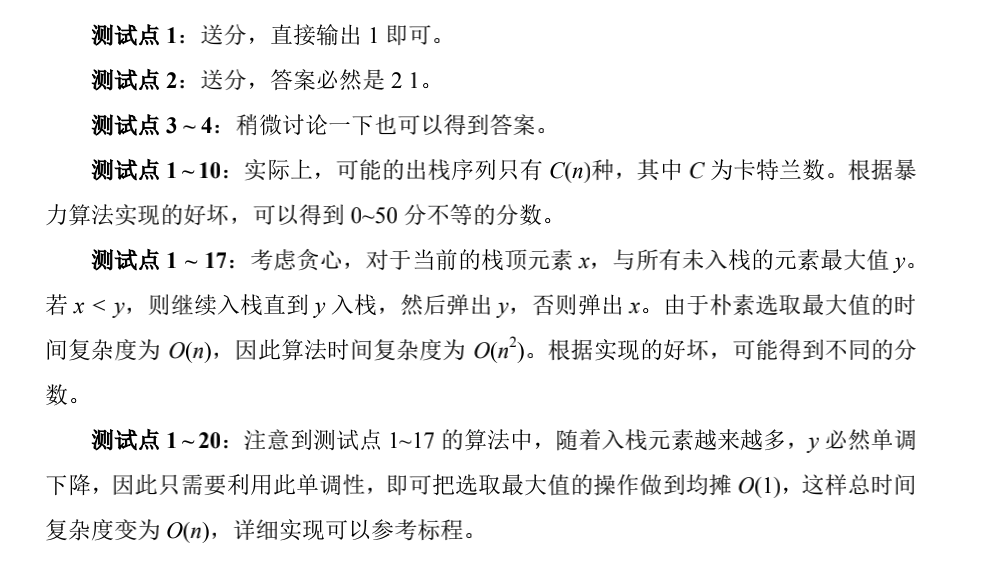 测试点 1：送分，直接输出 1 即可。
测试点 2：送分，答案必然是 2 1。
测试点 3 ~ 4：稍微讨论一下也可以得到答案。
测试点 1 ~ 10：实际上，可能的出栈序列只有 C(n)种，其中 C 为卡特兰数。根据暴
力算法实现的好坏，可以得到 0~50 分不等的分数。
测试点 1 ~ 17：考虑贪心，对于当前的栈顶元素 x，与所有未入栈的元素最大值 y。
若 x < y，则继续入栈直到 y 入栈，然后弹出 y，否则弹出 x。由于朴素选取最大值的时
间复杂度为 O(n)，因此算法时间复杂度为 O(n²)。根据实现的好坏，可能得到不同的分
数。
测试点 1 ~ 20：注意到测试点 1~17 的算法中，随着入栈元素越来越多，y 必然单调
下降，因此只需要利用此单调性，即可把选取最大值的操作做到均摊 O(1)，这样总时间
复杂度变为 O(n)，详细实现可以参考标程。